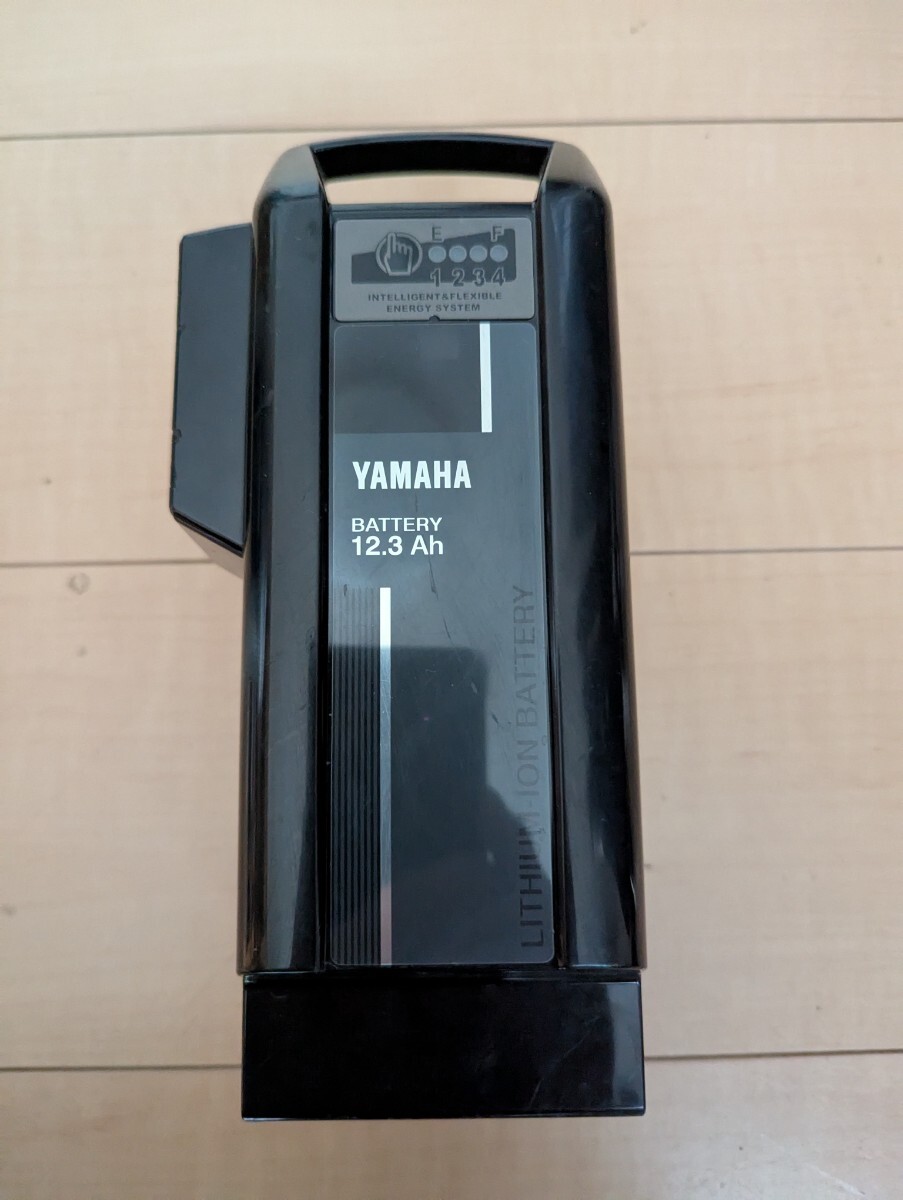 E F
1 2 3 4
INTELLIGENT&FLEXIBLE
ENERGY SYSTEM
YAMAHA
BATTERY
12.3 Ah
LITHIUM-ION BATTERY